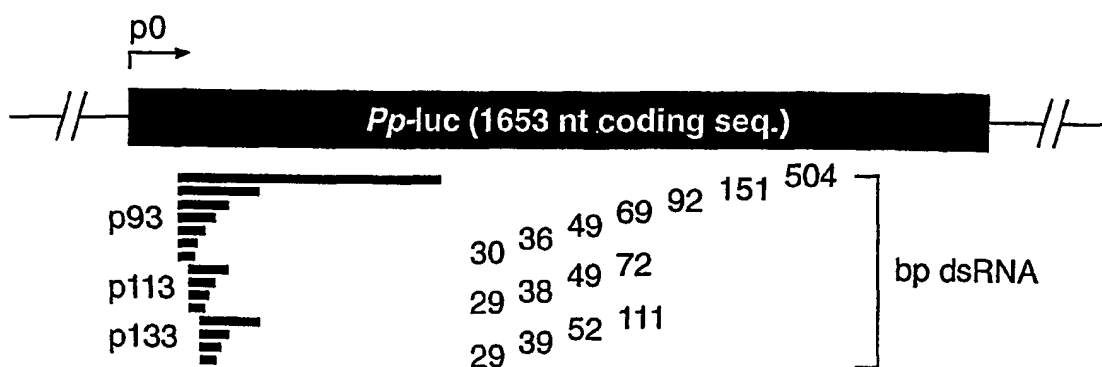 p0
Pp-luc (1653 nt coding seq.)
p93
30 36 49 69 92 151 504
p113
29 38 49 72
p133
29 39 52 111
bp dsRNA